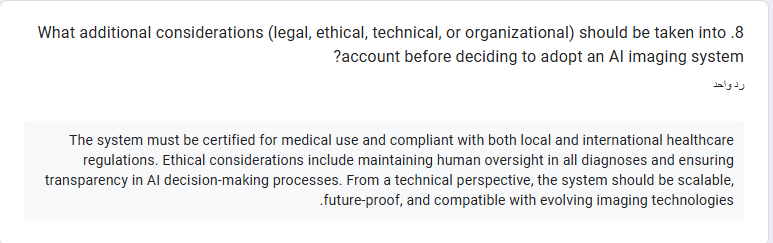 8. What additional considerations (legal, ethical, technical, or organizational) should be taken into
account before deciding to adopt an AI imaging system?
رد واحد
The system must be certified for medical use and compliant with both local and international healthcare
regulations. Ethical considerations include maintaining human oversight in all diagnoses and ensuring
transparency in AI decision-making processes. From a technical perspective, the system should be scalable,
future-proof, and compatible with evolving imaging technologies.